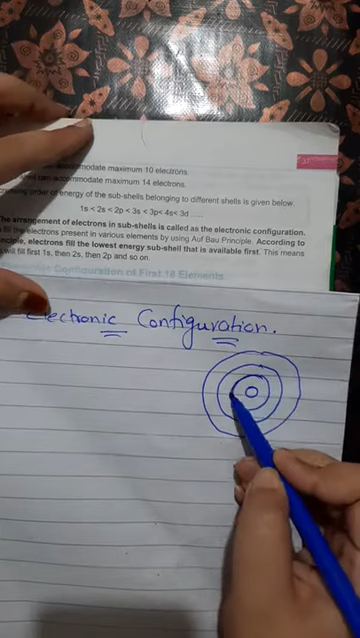 27
accommodate maximum 10 electrons.
can accommodate maximum 14 electrons.
order of energy of the sub-shells belonging to different shells is given below.
1s < 2s < 2p < 3s < 3p< 4s< 3d .....
The arrangement of electrons in sub-shells is called as the electronic configuration.
fill the electrons present in various elements by using Auf Bau Principle. According to
electrons fill the lowest energy sub-shell that is available first. This means
will fill first 1s, then 2s, then 2p and so on.
Configuration of First 18 Elements
Electronic Configuration.